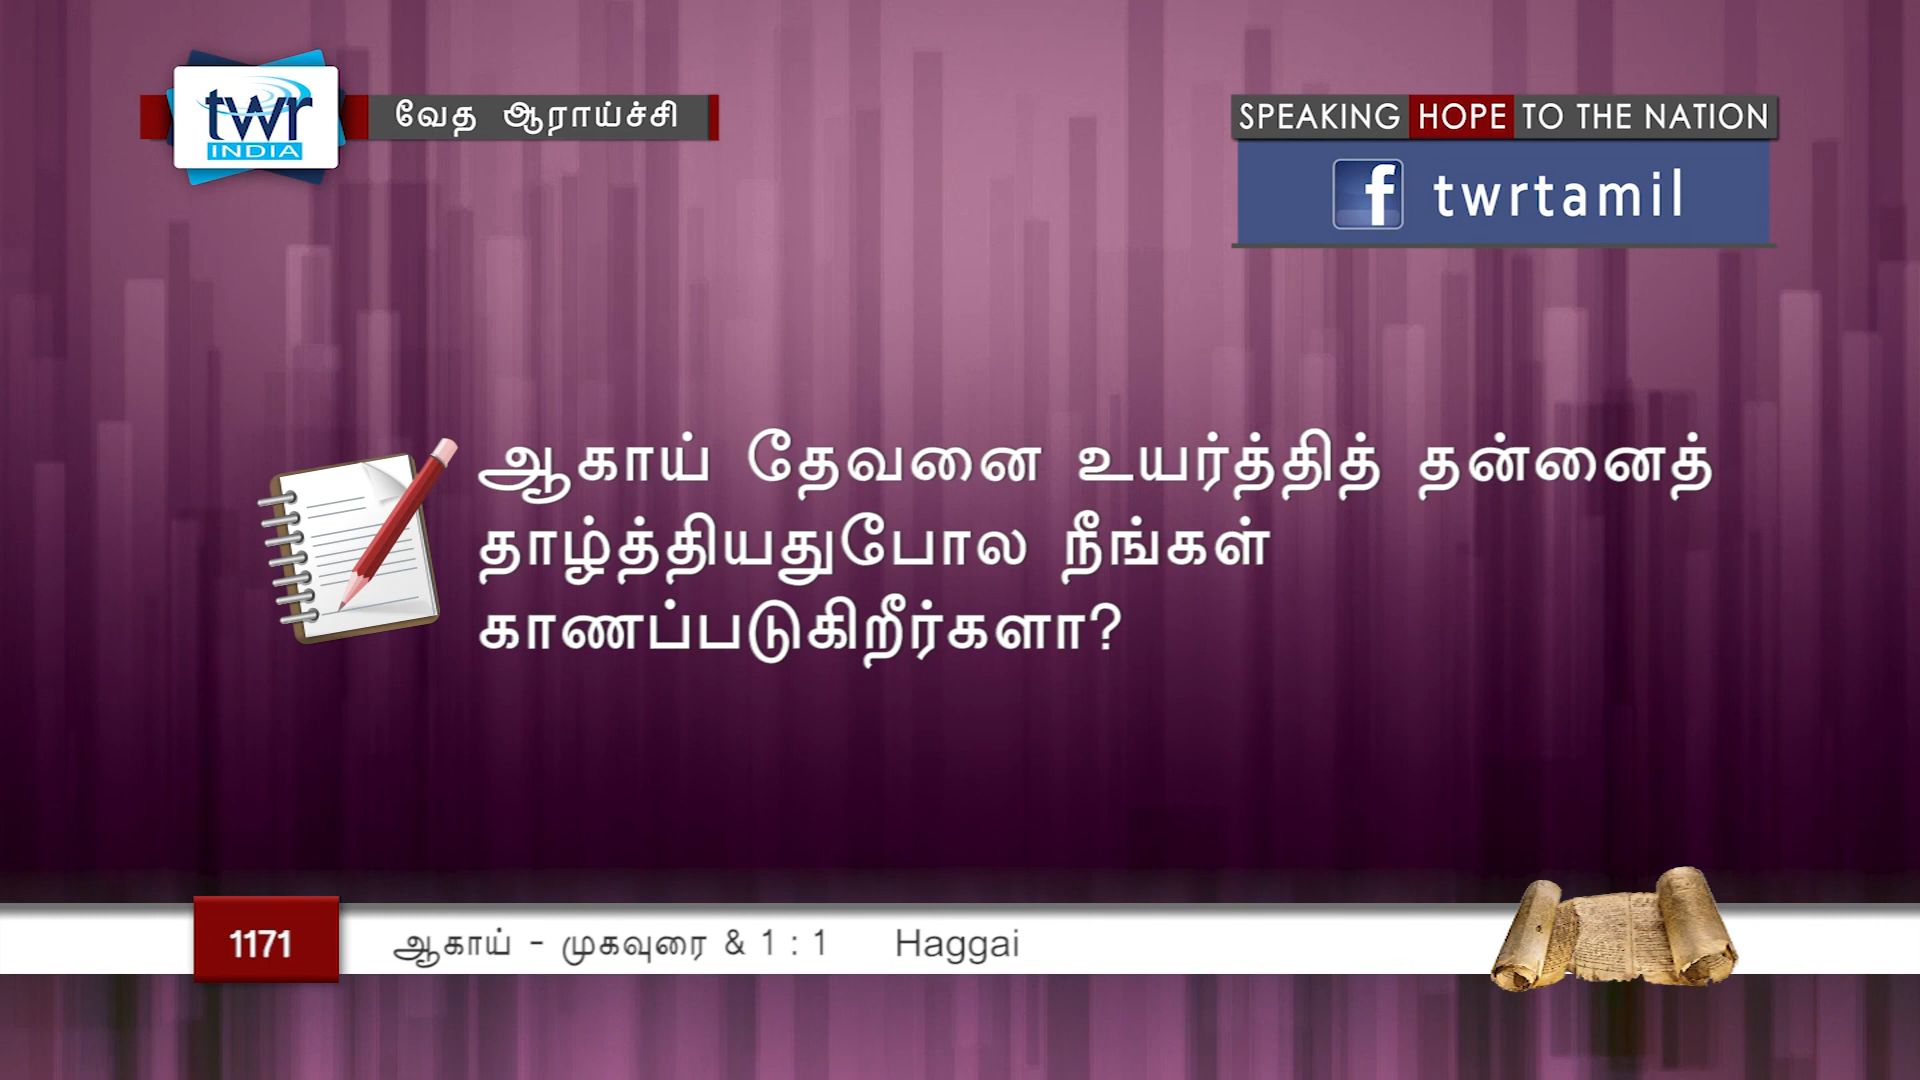 twr
INDIA
வேத ஆராய்ச்சி
SPEAKING HOPE TO THE NATION
f twrtamil
ஆகாய் தேவனை உயர்த்தித் தன்னைத்
தாழ்த்தியதுபோல நீங்கள்
காணப்படுகிறீர்களா?
1171 ஆகாய் - முகவுரை & 1 : 1 Haggai